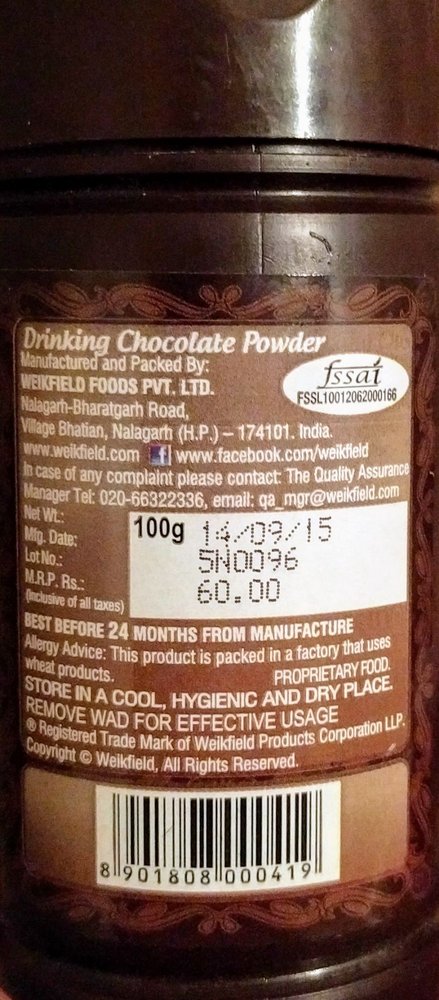 Drinking Chocolate Powder
Manufactured and Packed By:
WEIKFIELD FOODS PVT. LTD.
fssai
FSSL10012062000166
Nalagarh-Bharatgarh Road,
Village Bhatian, Nalagarh (H.P.) – 174101. India.
www.weikfield.com f www.facebook.com/weikfield
In case of any complaint please contact: The Quality Assurance
Manager Tel: 020-66322336, email: qa_mgr@weikfield.com
Net Wt.: 100g
Mfg. Date: 14/09/15
Lot No.: 5N0096
M.R.P. Rs.: 60.00
(Inclusive of all taxes)
BEST BEFORE 24 MONTHS FROM MANUFACTURE
Allergy Advice: This product is packed in a factory that uses
wheat products. PROPRIETARY FOOD.
STORE IN A COOL, HYGIENIC AND DRY PLACE.
REMOVE WAD FOR EFFECTIVE USAGE
® Registered Trade Mark of Weikfield Products Corporation LLP.
Copyright © Weikfield, All Rights Reserved.
8 901808 000419